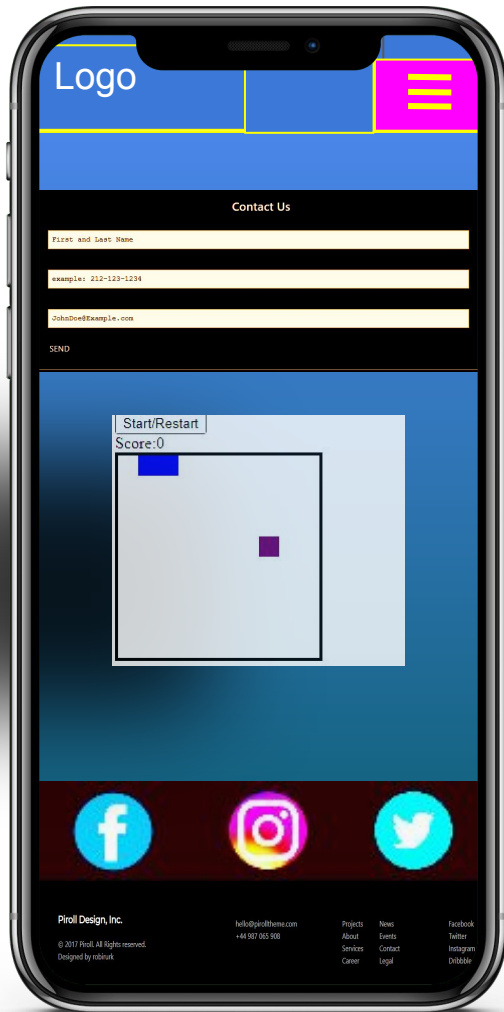 Logo
Contact Us
First and Last Name
example: 212-123-1234
JohnDoe@Example.com
SEND
Start/Restart
Score:0
Piroll Design, Inc.
© 2017 Piroll. All Rights reserved.
Designed by robirurk
hello@pirolltheme.com
+44 987 065 908
Projects
About
Services
Career
News
Events
Contact
Legal
Facebook
Twitter
Instagram
Dribbble